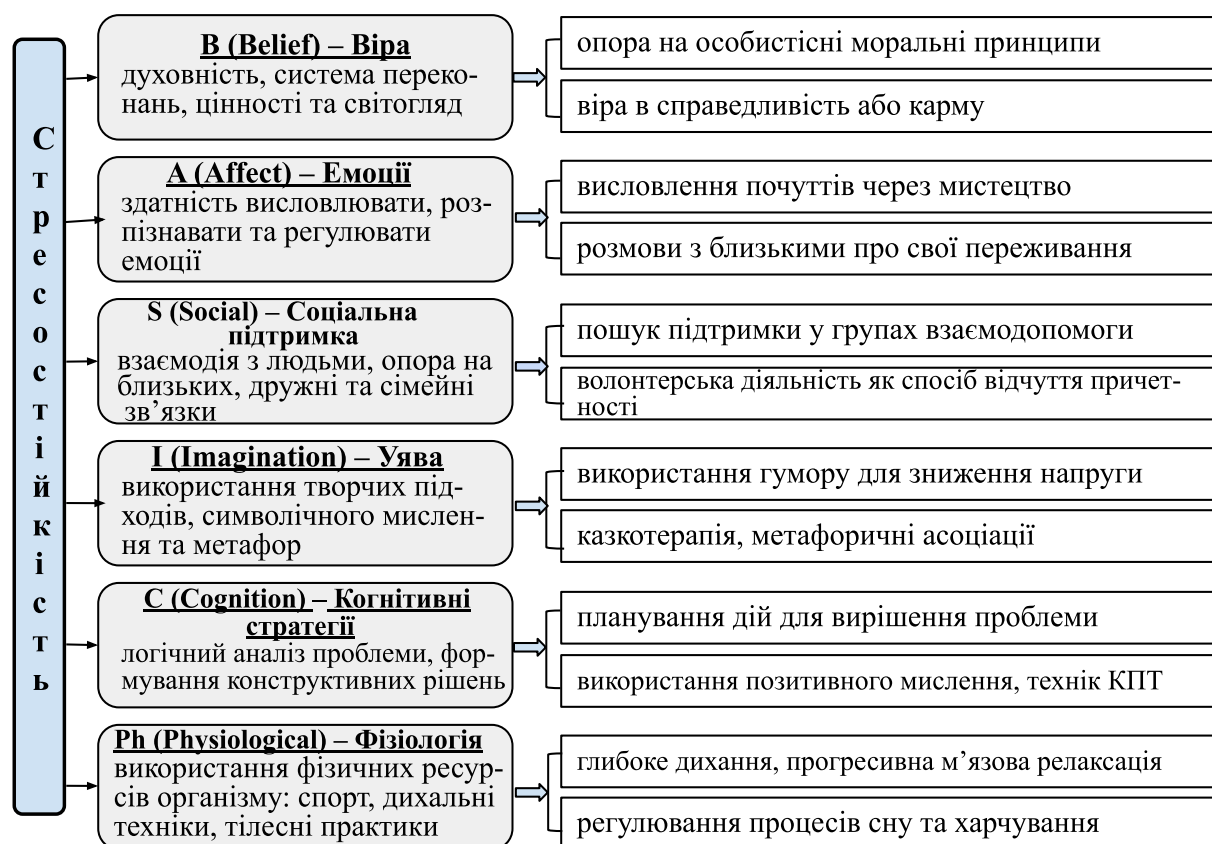 Стресостійкість
B (Belief) – Віра
духовність, система переко-
нань, цінності та світогляд
опора на особистісні моральні принципи
віра в справедливість або карму
A (Affect) – Емоції
здатність висловлювати, роз-
пізнавати та регулювати
емоції
висловлення почуттів через мистецтво
розмови з близькими про свої переживання
S (Social) – Соціальна
підтримка
взаємодія з людьми, опора на
близьких, дружні та сімейні
зв’язки
пошук підтримки у групах взаємодопомоги
волонтерська діяльність як спосіб відчуття причет-
ності
I (Imagination) – Уява
використання творчих під-
ходів, символічного мислен-
ня та метафор
використання гумору для зниження напруги
казкотерапія, метафоричні асоціації
C (Cognition) – Когнітивні
стратегії
логічний аналіз проблеми, фор-
мування конструктивних рішень
планування дій для вирішення проблеми
використання позитивного мислення, технік КПТ
Ph (Physiological) – Фізіологія
використання фізичних ресур-
сів організму: спорт, дихальні
техніки, тілесні практики
глибоке дихання, прогресивна м’язова релаксація
регулювання процесів сну та харчування